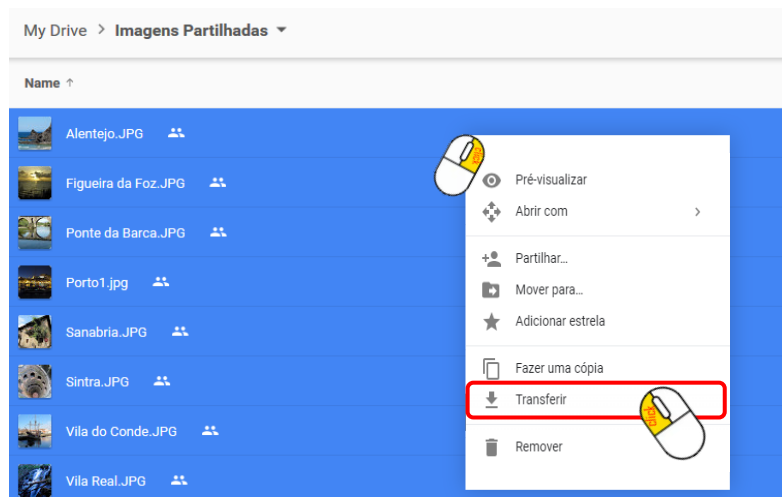 My Drive > Imagens Partilhadas
Name ↑
Alentejo.JPG
Figueira da Foz.JPG
Ponte da Barca.JPG
Porto1.jpg
Sanabria.JPG
Sintra.JPG
Vila do Conde.JPG
Vila Real.JPG
click
Pré-visualizar
Abrir com >
Partilhar...
Mover para...
Adicionar estrela
Fazer uma cópia
Transferir
click
Remover